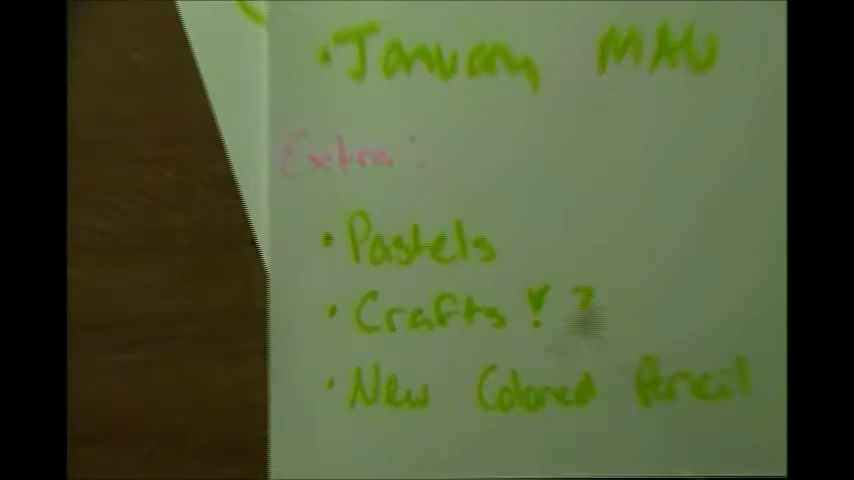 • January MAU
Extra:
• Pastels
• Crafts ! ?
• New Colored Pencil